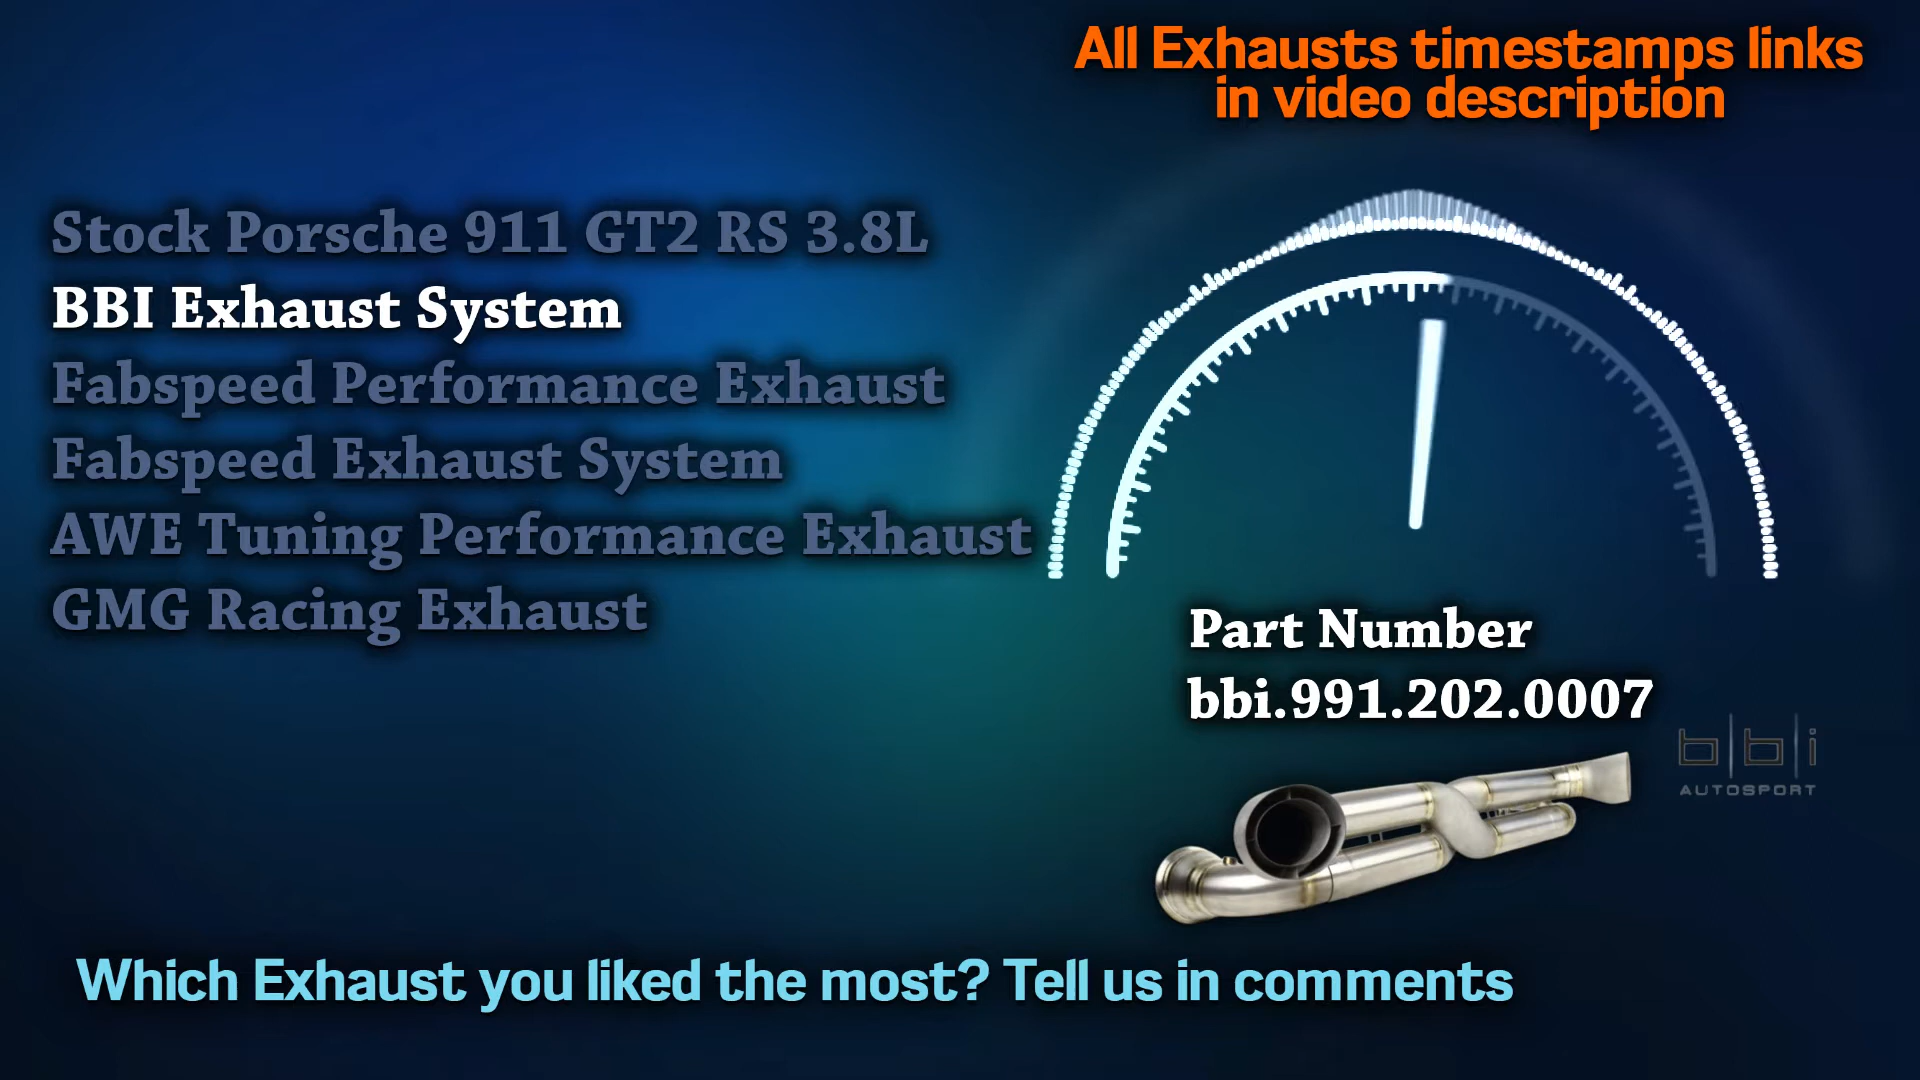 All Exhausts timestamps links
in video description
Stock Porsche 911 GT2 RS 3.8L
BBI Exhaust System
Fabspeed Performance Exhaust
Fabspeed Exhaust System
AWE Tuning Performance Exhaust
GMG Racing Exhaust
Part Number
bbi.991.202.0007
b|b|i
AUTOSPORT
Which Exhaust you liked the most? Tell us in comments